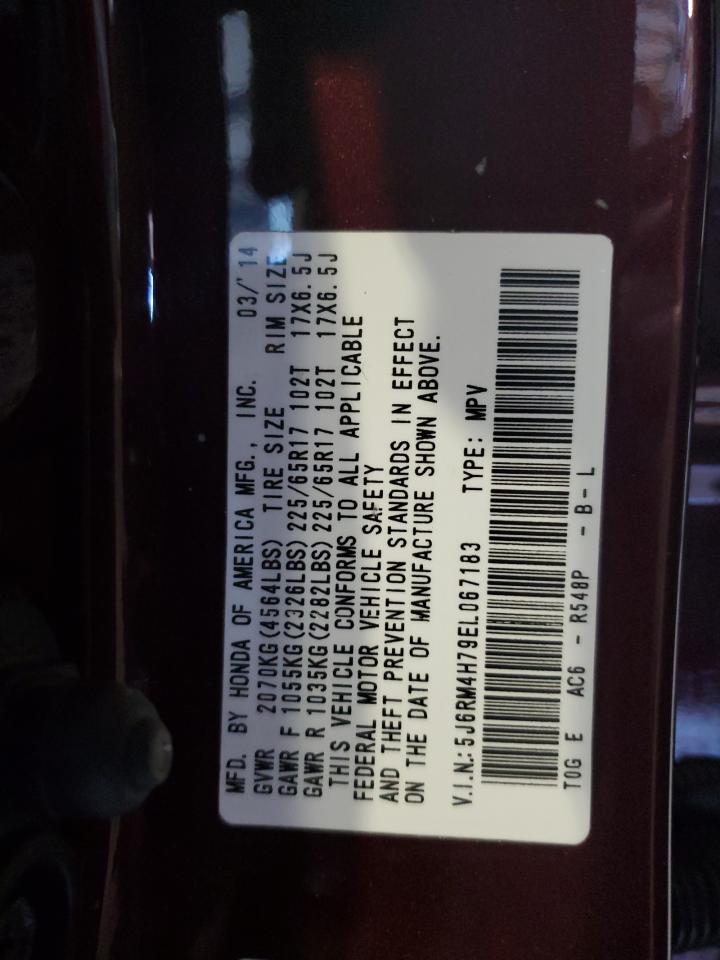 MFD. BY HONDA OF AMERICA MFG., INC. 03/'14
GVWR 2070KG(4564LBS) TIRE SIZE RIM SIZE
GAWR F 1055KG(2326LBS) 225/65R17 102T 17X6.5J
GAWR R 1035KG(2282LBS) 225/65R17 102T 17X6.5J
THIS VEHICLE CONFORMS TO ALL APPLICABLE
FEDERAL MOTOR VEHICLE SAFETY
AND THEFT PREVENTION STANDARDS IN EFFECT
ON THE DATE OF MANUFACTURE SHOWN ABOVE.
V.I.N.: 5J6RM4H79EL067183 TYPE: MPV
T0G E AC6 - R548P - B - L